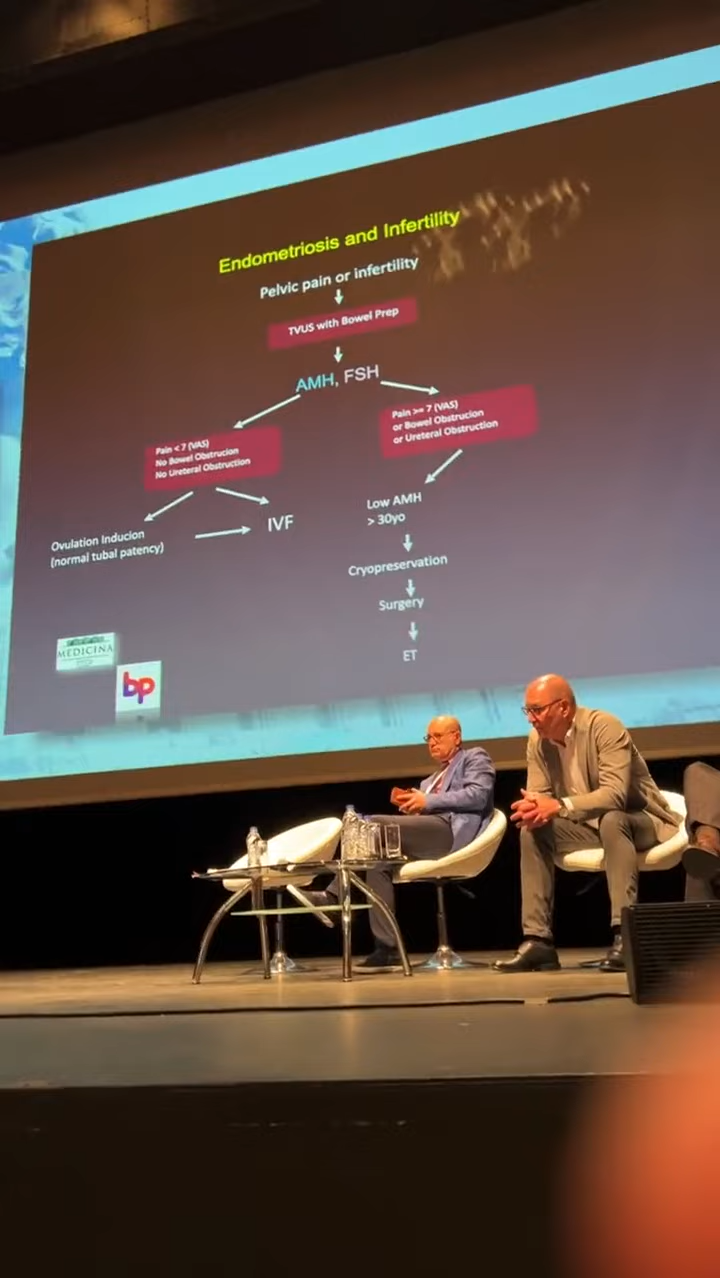 Endometriosis and Infertility
Pelvic pain or infertility
TVUS with Bowel Prep
AMH, FSH
Pain < 7 (VAS)
No Bowel Obstrucion
No Ureteral Obstruction
Pain >= 7 (VAS)
or Bowel Obstrucion
or Ureteral Obstruction
Ovulation Inducion
(normal tubal patency)
IVF
Low AMH
> 30yo
Cryopreservation
Surgery
ET
MEDICINA
bp